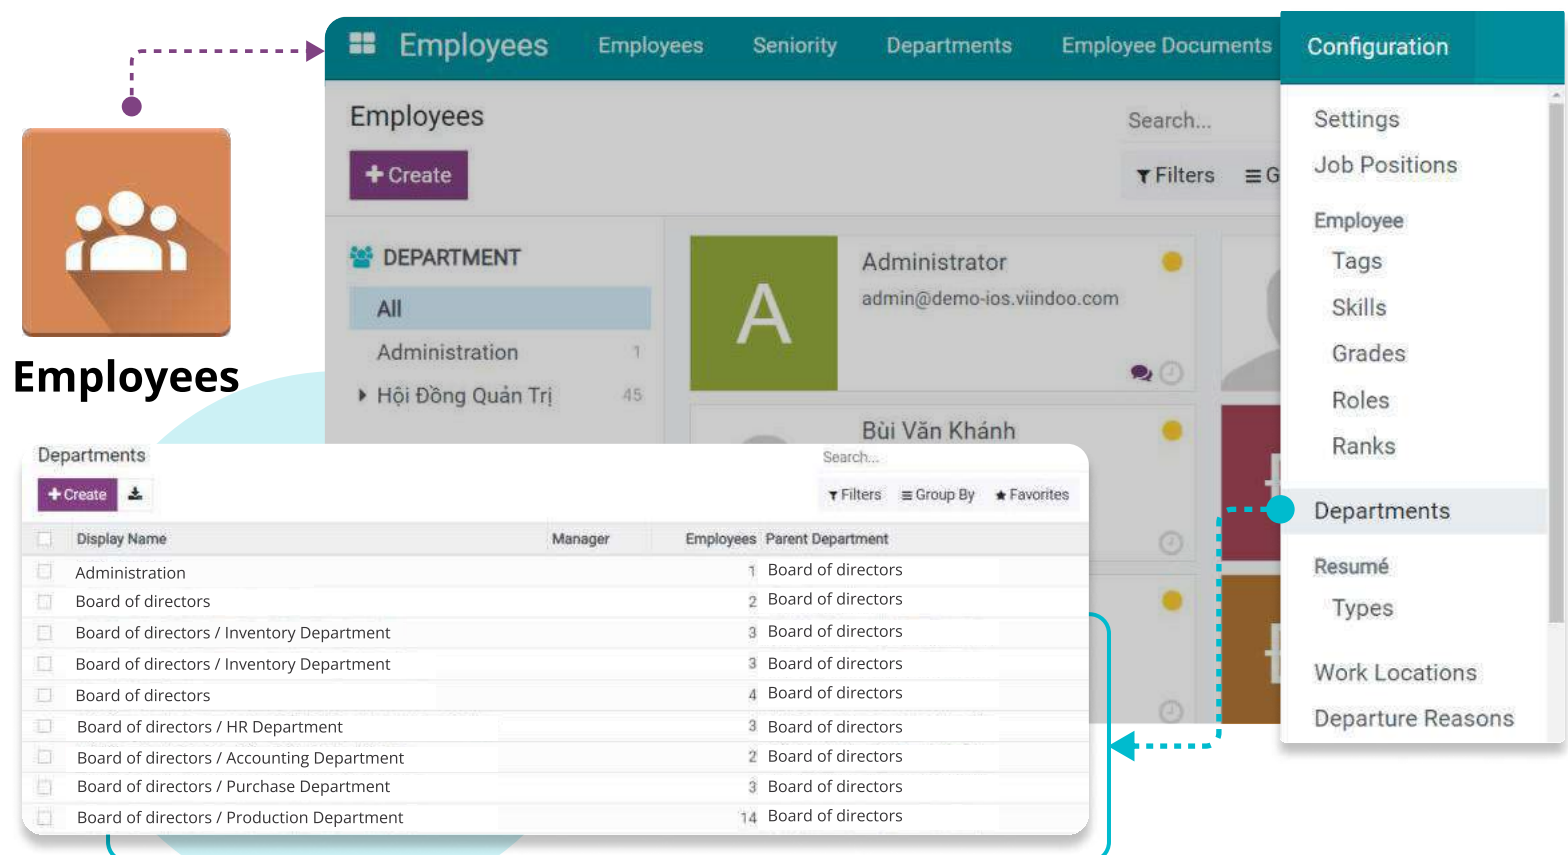 Employees
Employees
Seniority
Departments
Employee Documents
Configuration
Employees
Search...
Create
Filters
G
DEPARTMENT
All
Administration 1
Hội Đồng Quản Trị 45
A
Administrator
admin@demo-ios.viindoo.com
Bùi Văn Khánh
Settings
Job Positions
Employee
Tags
Skills
Grades
Roles
Ranks
Departments
Resumé
Types
Work Locations
Departure Reasons
Employees
Departments
Search...
Create
Filters
Group By
Favorites
Display Name Manager Employees Parent Department
Administration 1 Board of directors
Board of directors 2 Board of directors
Board of directors / Inventory Department 3 Board of directors
Board of directors / Inventory Department 3 Board of directors
Board of directors 4 Board of directors
Board of directors / HR Department 3 Board of directors
Board of directors / Accounting Department 2 Board of directors
Board of directors / Purchase Department 3 Board of directors
Board of directors / Production Department 14 Board of directors